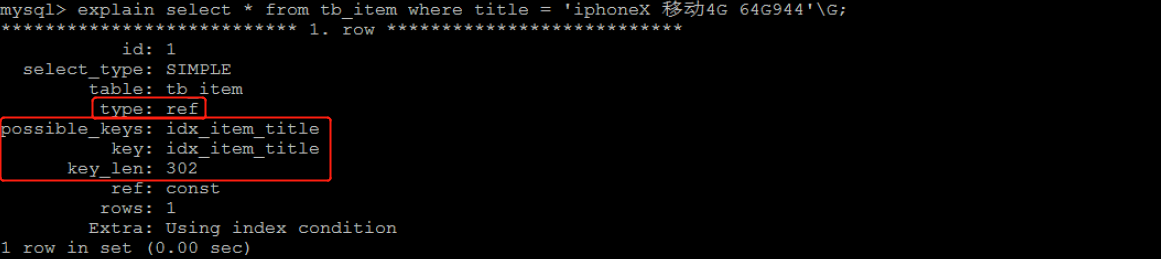 mysql> explain select * from tb_item where title = 'iphoneX 移动4G 64G944'\G;
*************************** 1. row ***************************
id: 1
select_type: SIMPLE
table: tb_item
type: ref
possible_keys: idx_item_title
key: idx_item_title
key_len: 302
ref: const
rows: 1
Extra: Using index condition
1 row in set (0.00 sec)